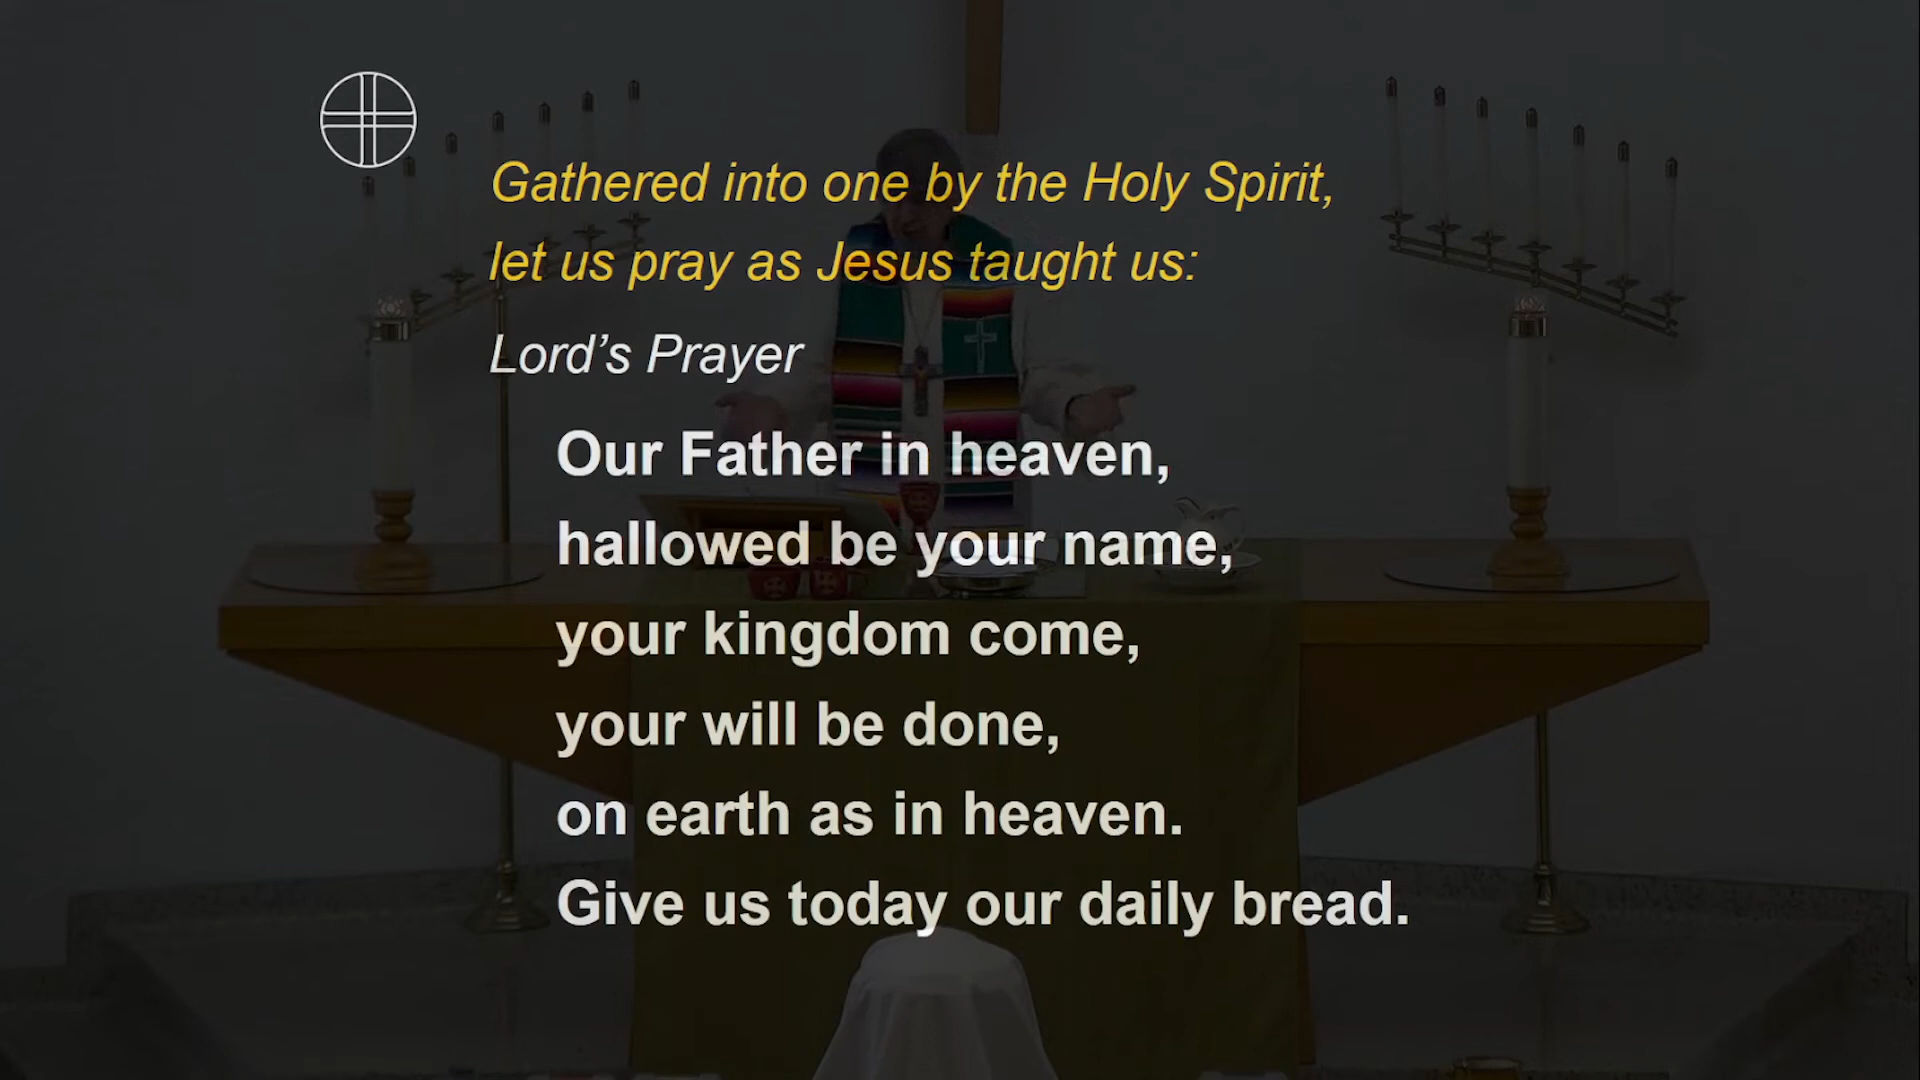 Gathered into one by the Holy Spirit,
let us pray as Jesus taught us:
Lord’s Prayer
Our Father in heaven,
hallowed be your name,
your kingdom come,
your will be done,
on earth as in heaven.
Give us today our daily bread.